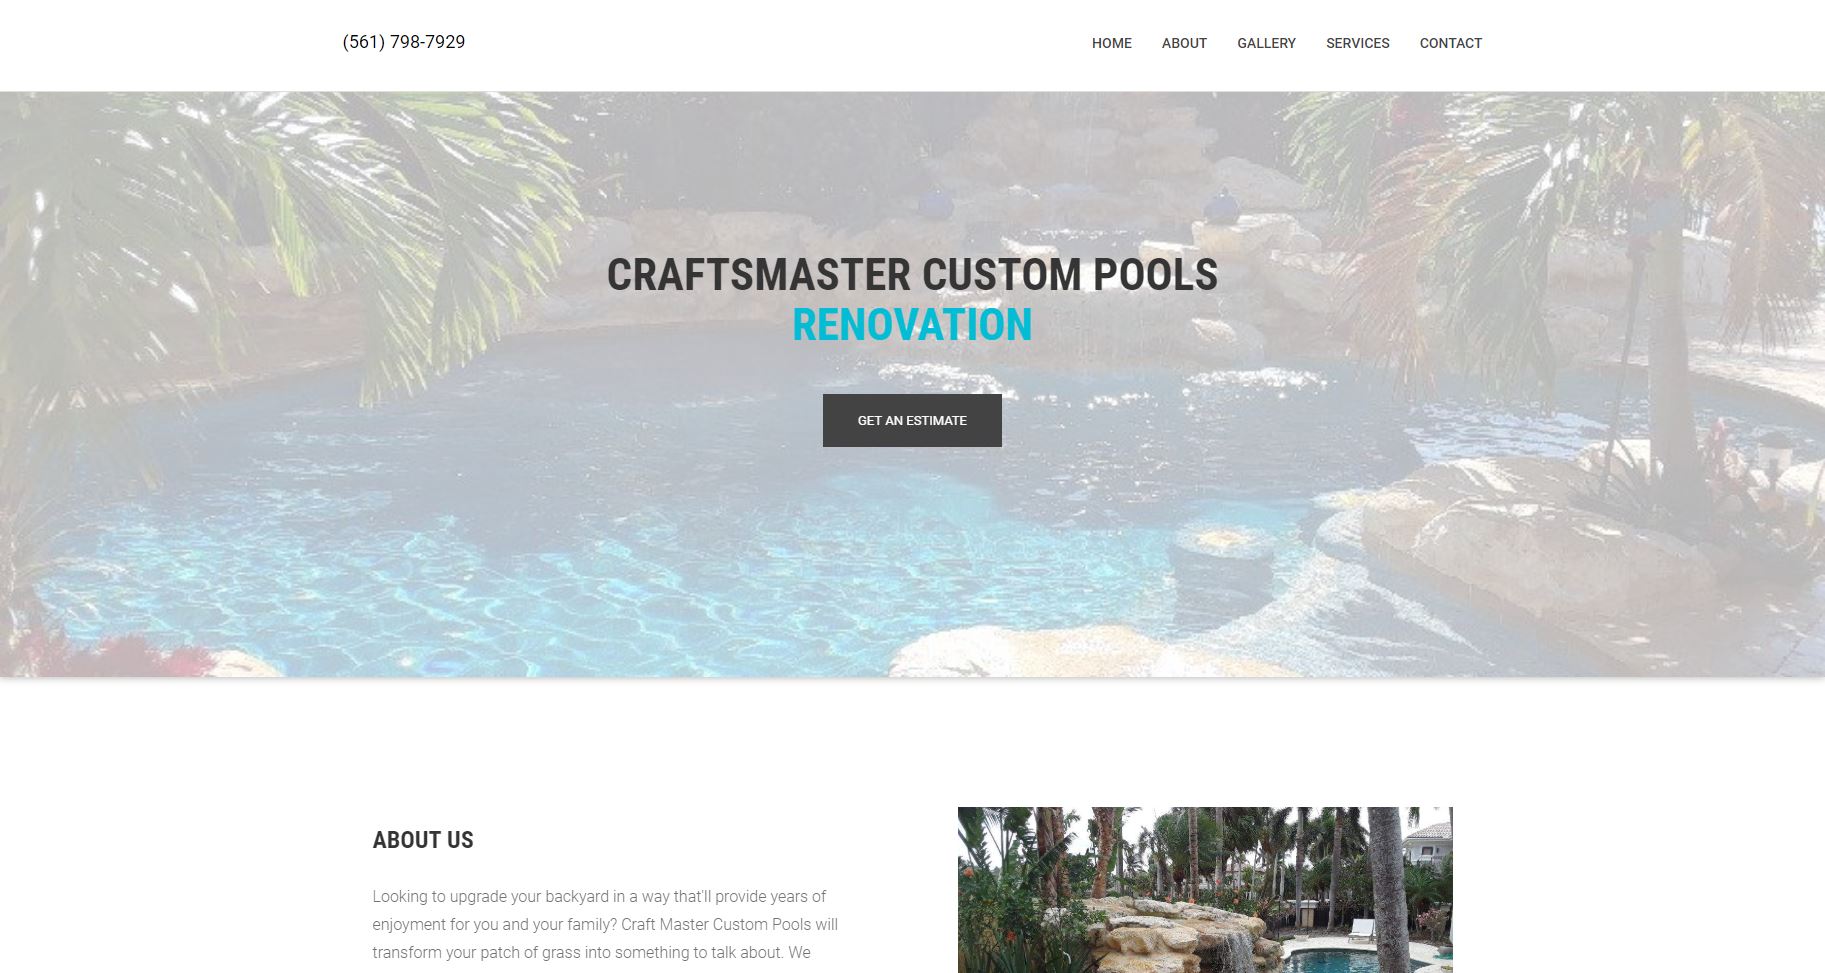 (561) 798-7929
HOME ABOUT GALLERY SERVICES CONTACT
CRAFTSMASTER CUSTOM POOLS
RENOVATION
GET AN ESTIMATE
ABOUT US
Looking to upgrade your backyard in a way that'll provide years of
enjoyment for you and your family? Craft Master Custom Pools will
transform your patch of grass into something to talk about. We